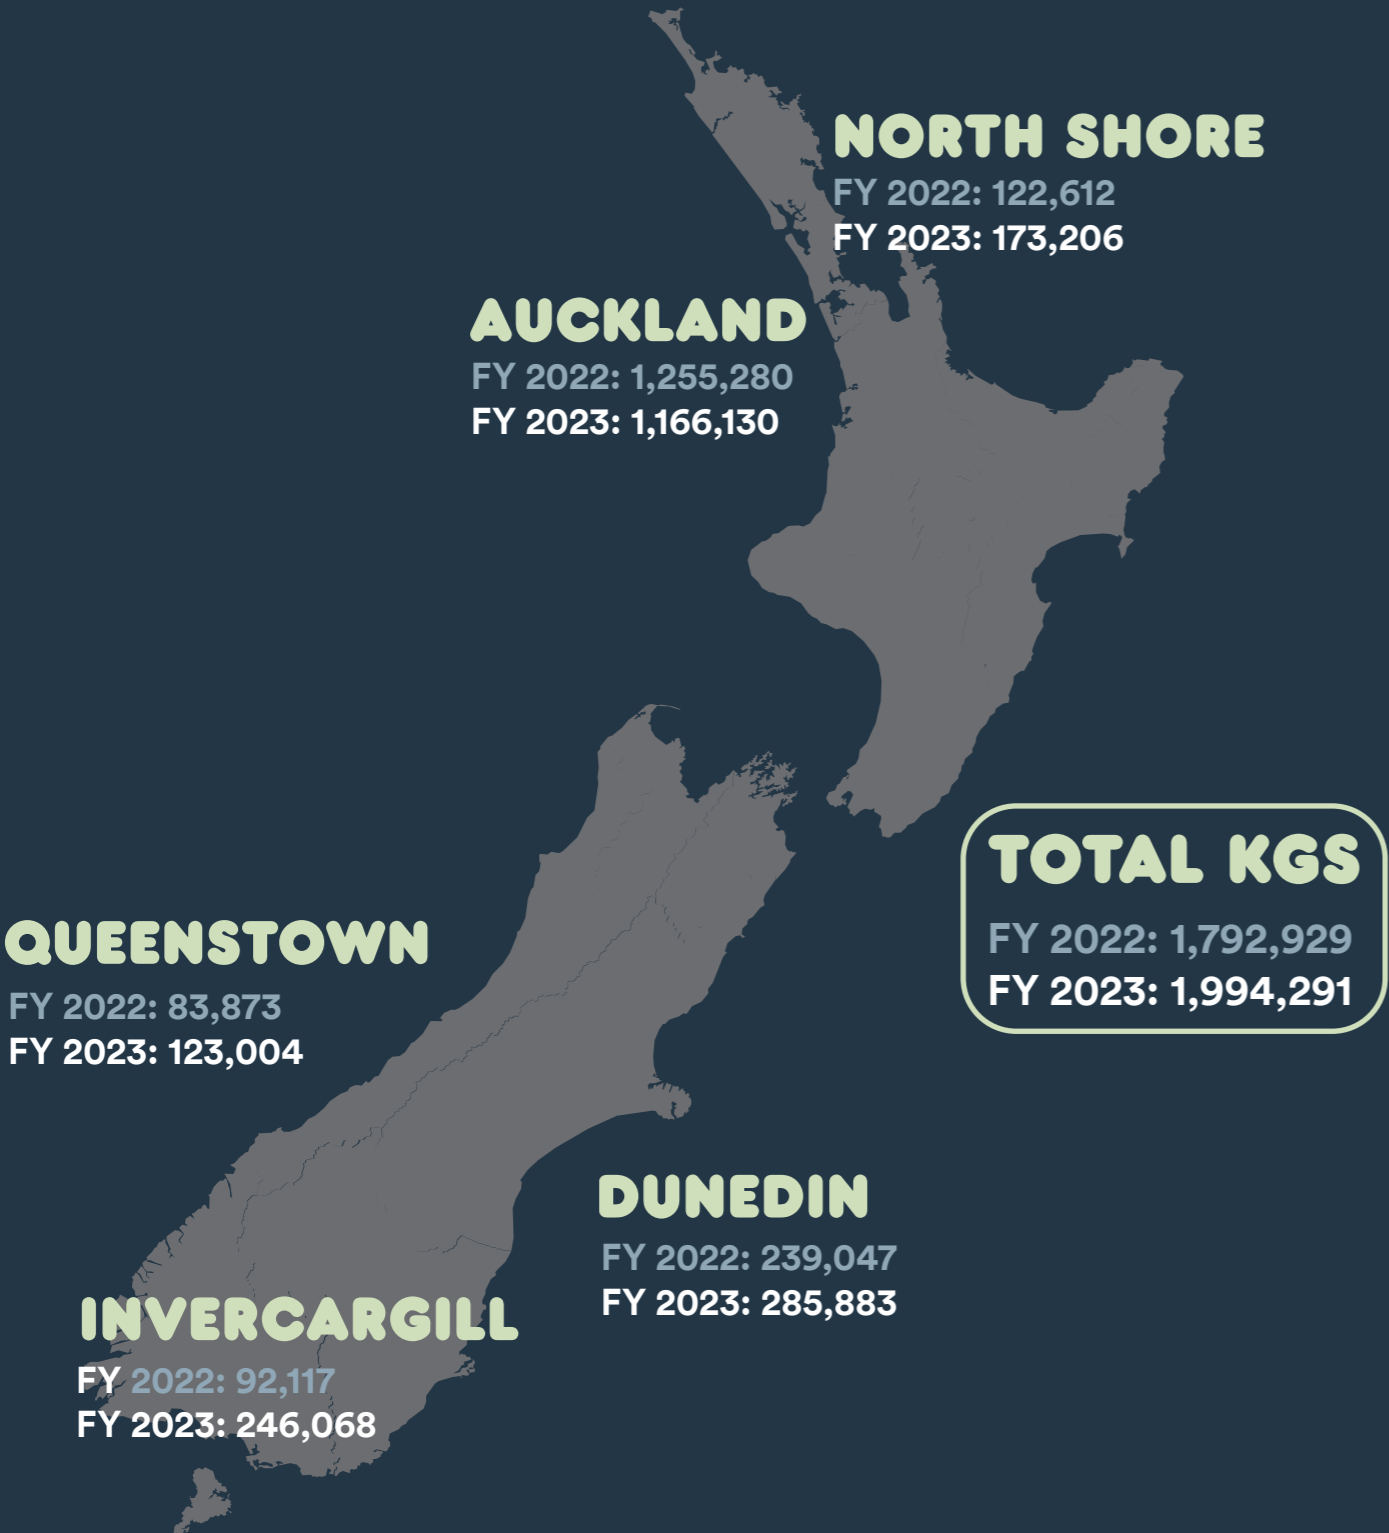 NORTH SHORE
FY 2022: 122,612
FY 2023: 173,206
AUCKLAND
FY 2022: 1,255,280
FY 2023: 1,166,130
TOTAL KGS
FY 2022: 1,792,929
FY 2023: 1,994,291
QUEENSTOWN
FY 2022: 83,873
FY 2023: 123,004
DUNEDIN
FY 2022: 239,047
FY 2023: 285,883
INVERCARGILL
FY 2022: 92,117
FY 2023: 246,068